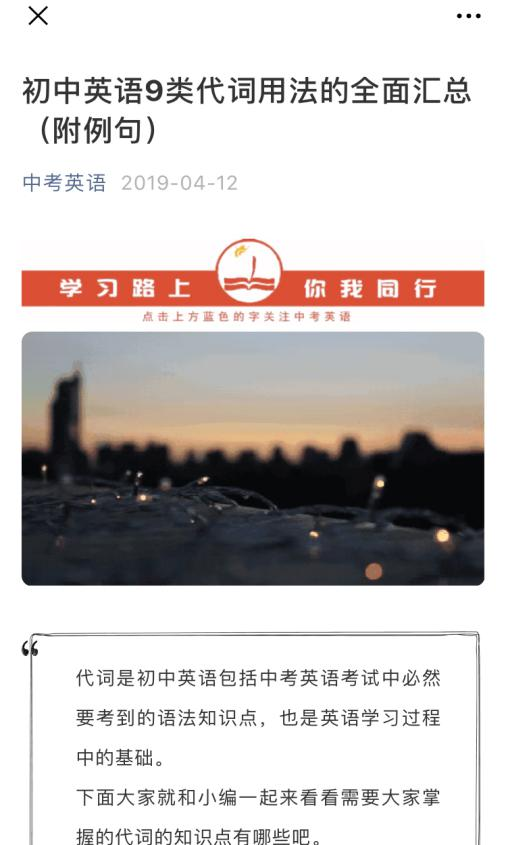 初中英语9类代词用法的全面汇总
（附例句）
中考英语 2019-04-12
学习路上 你我同行
点击上方蓝色的字关注中考英语
代词是初中英语包括中考英语考试中必然
要考到的语法知识点，也是英语学习过程
中的基础。
下面大家就和小编一起来看看需要大家掌
握的代词的知识点有哪些吧。